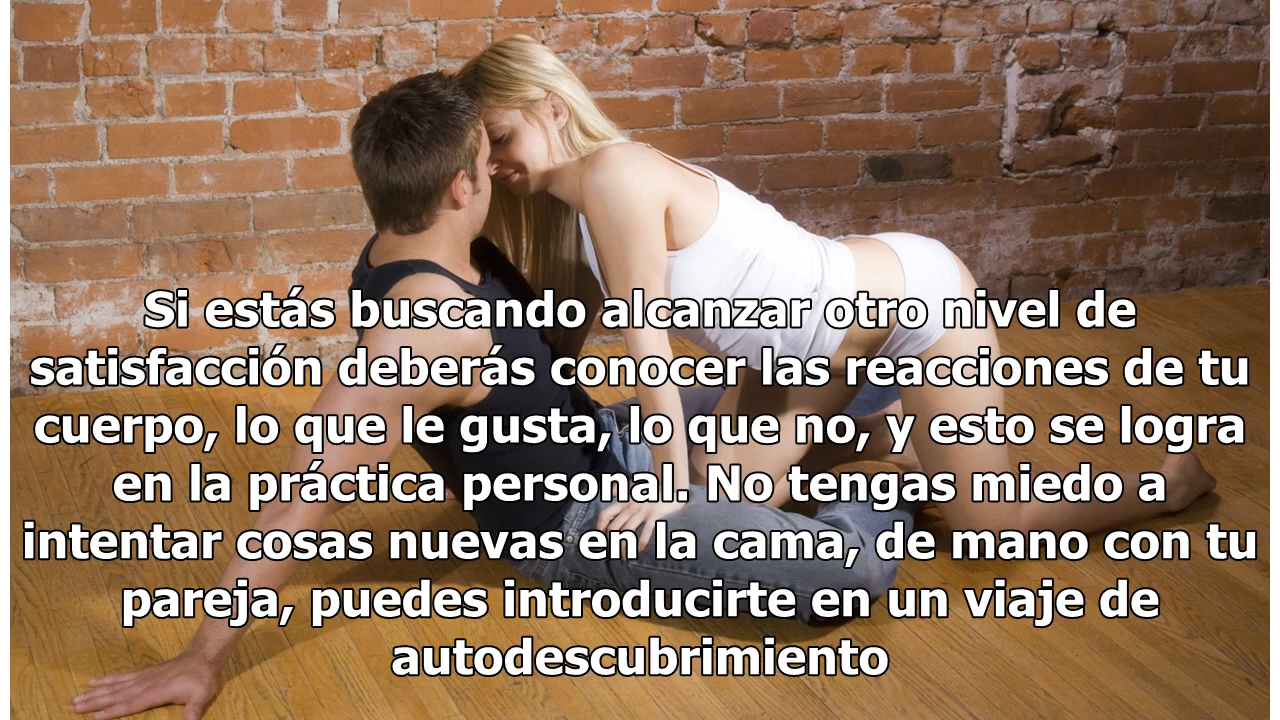 Si estás buscando alcanzar otro nivel de
satisfacción deberás conocer las reacciones de tu
cuerpo, lo que le gusta, lo que no, y esto se logra
en la práctica personal. No tengas miedo a
intentar cosas nuevas en la cama, de mano con tu
pareja, puedes introducirte en un viaje de
autodescubrimiento